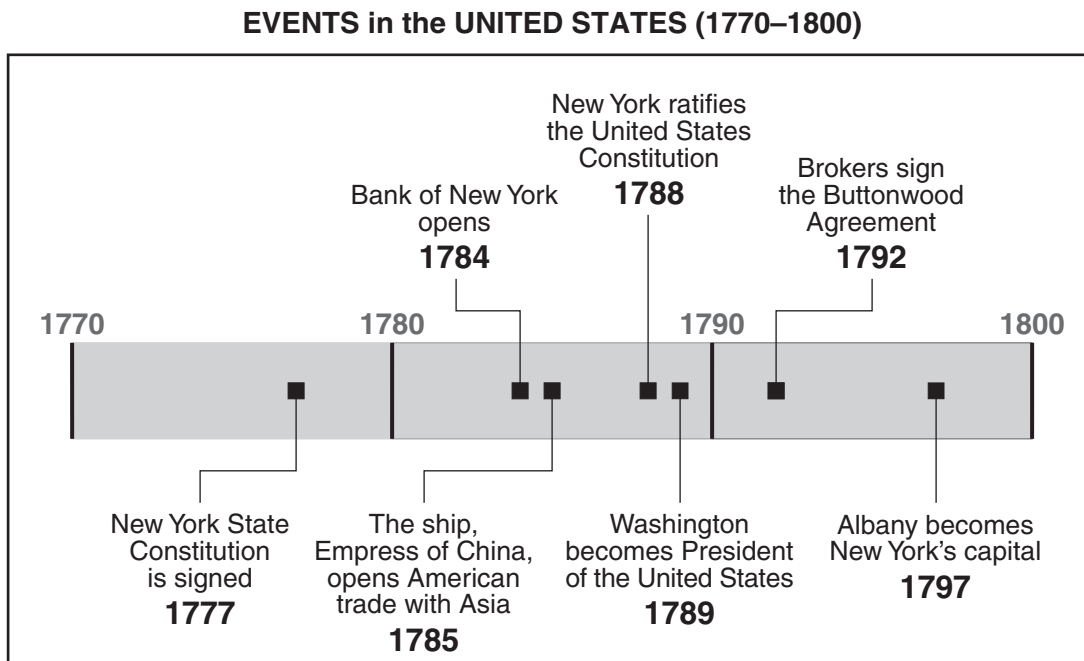 EVENTS in the UNITED STATES (1770–1800)
New York ratifies
the United States
Constitution
1788
Brokers sign
the Buttonwood
Agreement
1792
Bank of New York
opens
1784
1770
1780
1790
1800
New York State
Constitution
is signed
1777
The ship,
Empress of China,
opens American
trade with Asia
1785
Washington
becomes President
of the United States
1789
Albany becomes
New York's capital
1797